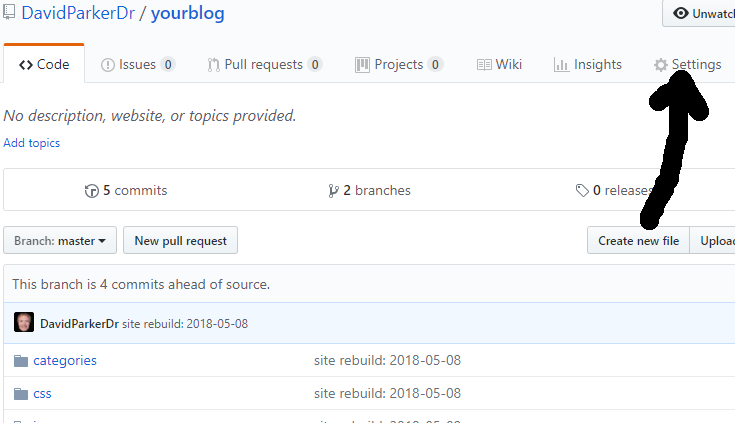 DavidParkerDr / yourblog Unwatch
Code Issues 0 Pull requests 0 Projects 0 Wiki Insights Settings
No description, website, or topics provided.
Add topics
5 commits 2 branches 0 releases
Branch: master New pull request Create new file Upload
This branch is 4 commits ahead of source.
DavidParkerDr site rebuild: 2018-05-08
categories site rebuild: 2018-05-08
css site rebuild: 2018-05-08